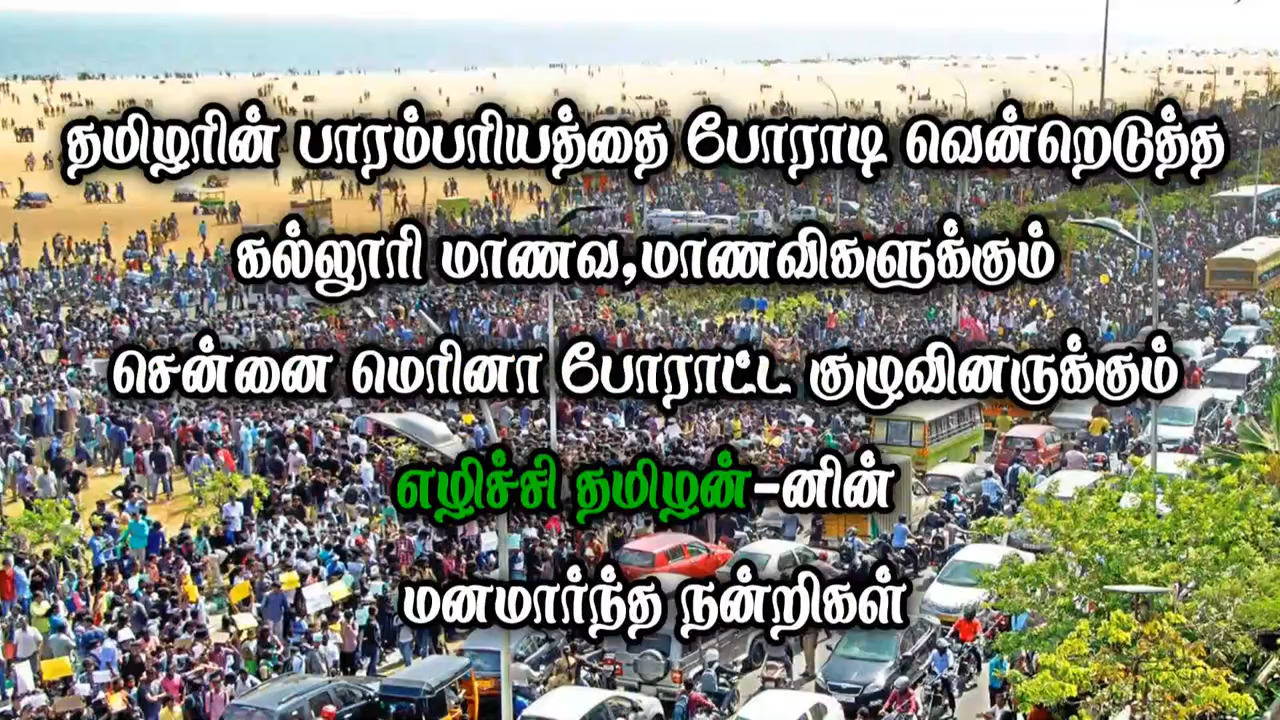 தமிழரின் பாரம்பரியத்தை போராடி வென்றெடுத்த
கல்லூரி மாணவ,மாணவிகளுக்கும்
சென்னை மெரினா போராட்ட குழுவினருக்கும்
எழிச்சி தமிழன்-னின்
மனமார்ந்த நன்றிகள்